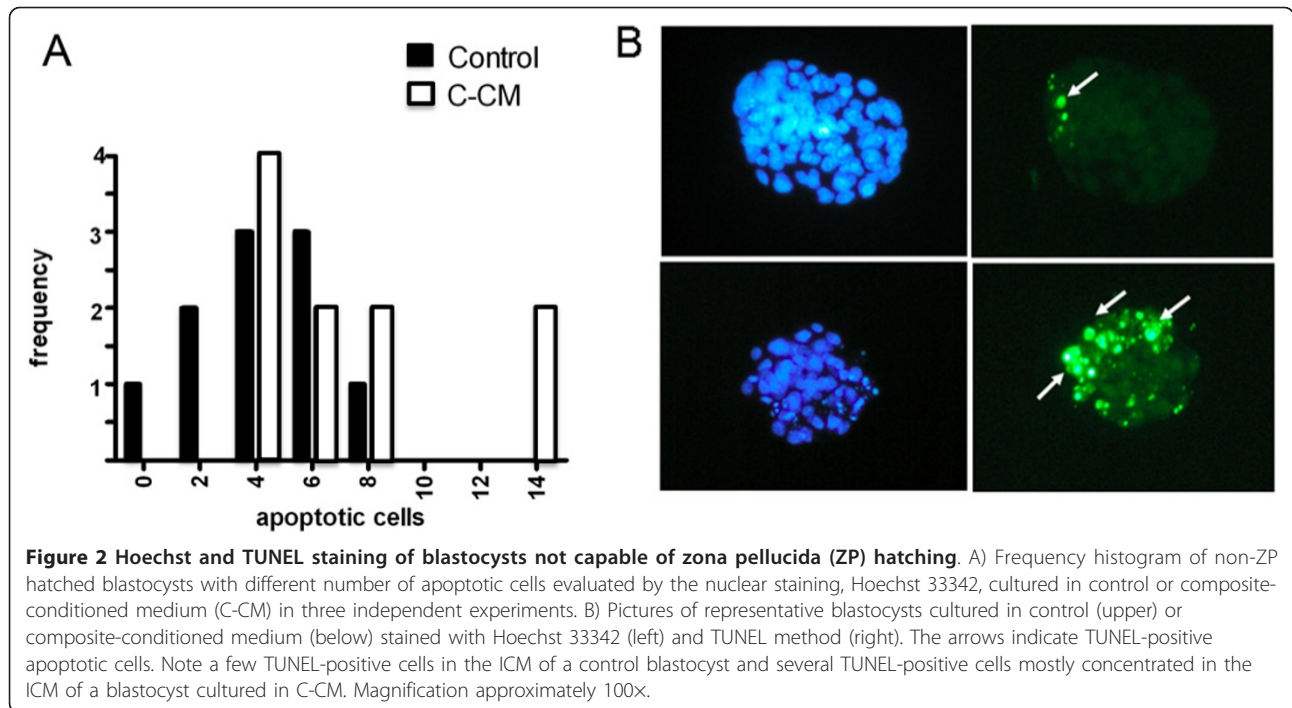 A
B
Control
C-CM
4
3
2
1
frequency
0
2
4
6
8
10
12
14
apoptotic cells
Figure 2 Hoechst and TUNEL staining of blastocysts not capable of zona pellucida (ZP) hatching. A) Frequency histogram of non-ZP
hatched blastocysts with different number of apoptotic cells evaluated by the nuclear staining, Hoechst 33342, cultured in control or composite-
conditioned medium (C-CM) in three independent experiments. B) Pictures of representative blastocysts cultured in control (upper) or
composite-conditioned medium (below) stained with Hoechst 33342 (left) and TUNEL method (right). The arrows indicate TUNEL-positive
apoptotic cells. Note a few TUNEL-positive cells in the ICM of a control blastocyst and several TUNEL-positive cells mostly concentrated in the
ICM of a blastocyst cultured in C-CM. Magnification approximately 100×.